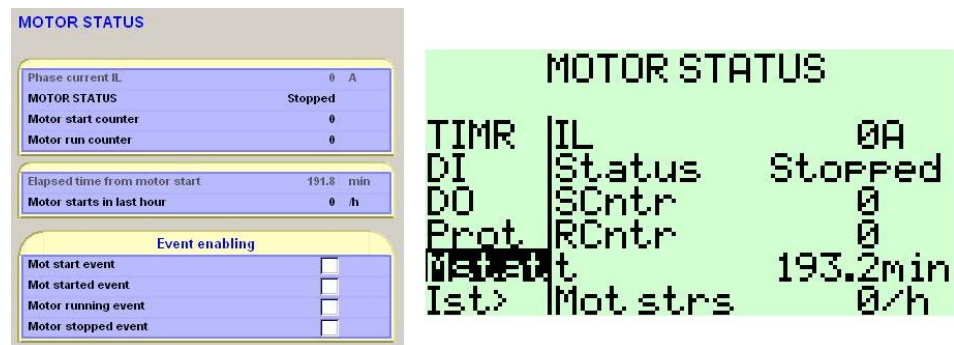 MOTOR STATUS
Phase current IL 0 A
MOTOR STATUS Stopped
Motor start counter 0
Motor run counter 0
Elapsed time from motor start 191.8 min
Motor starts in last hour 0 /h
Event enabling
Mot start event
Mot started event
Motor running event
Motor stopped event
MOTOR STATUS
TIMR IL 0A
DI Status Stopped
DO SCntr 0
Prot RCntr 0
Mstat t 193.2min
Ist> Mot strs 0/h